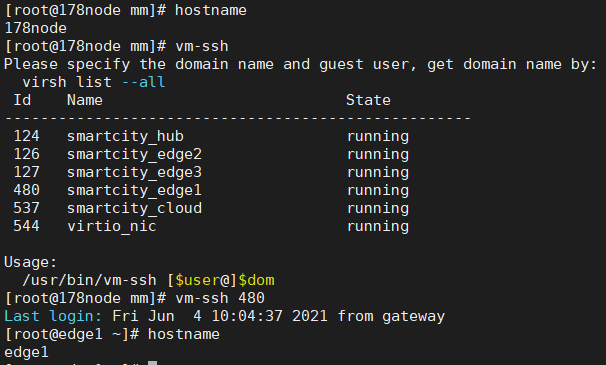 [root@178node mm]# hostname
178node
[root@178node mm]# vm-ssh
Please specify the domain name and guest user, get domain name by:
  virsh list --all
 Id    Name                           State
----------------------------------------------------
 124   smartcity_hub                  running
 126   smartcity_edge2                running
 127   smartcity_edge3                running
 480   smartcity_edge1                running
 537   smartcity_cloud                running
 544   virtio_nic                     running

Usage:
  /usr/bin/vm-ssh [$user@]$dom
[root@178node mm]# vm-ssh 480
Last login: Fri Jun  4 10:04:37 2021 from gateway
[root@edge1 ~]# hostname
edge1